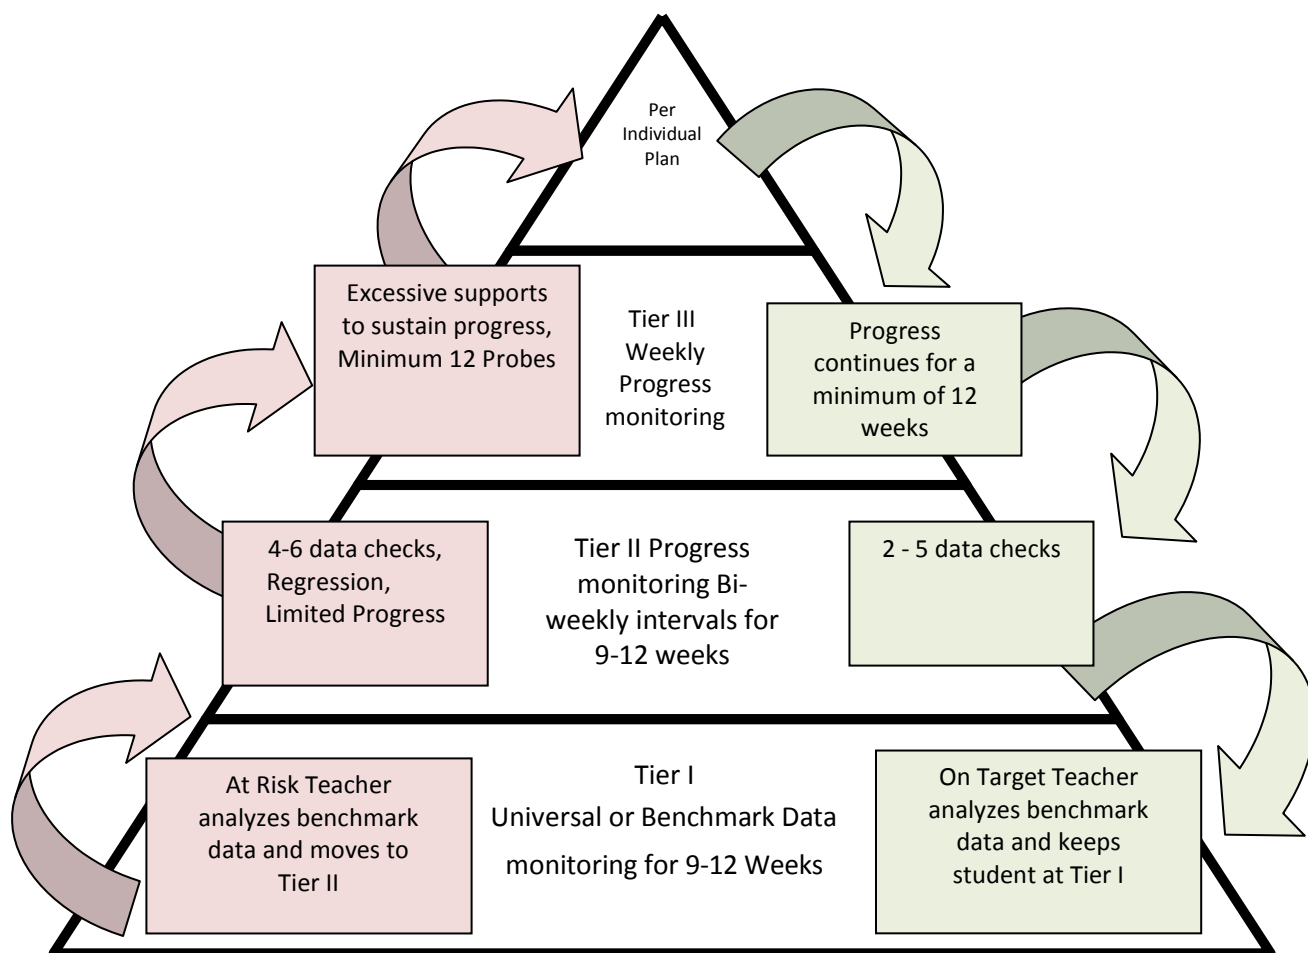 Per
Individual
Plan
Excessive supports
to sustain progress,
Minimum 12 Probes
Tier III
Weekly
Progress
monitoring
Progress
continues for a
minimum of 12
weeks
4-6 data checks,
Regression,
Limited Progress
Tier II Progress
monitoring Bi-
weekly intervals for
9-12 weeks
2 - 5 data checks
At Risk Teacher
analyzes benchmark
data and moves to
Tier II
Tier I
Universal or Benchmark Data
monitoring for 9-12 Weeks
On Target Teacher
analyzes benchmark
data and keeps
student at Tier I